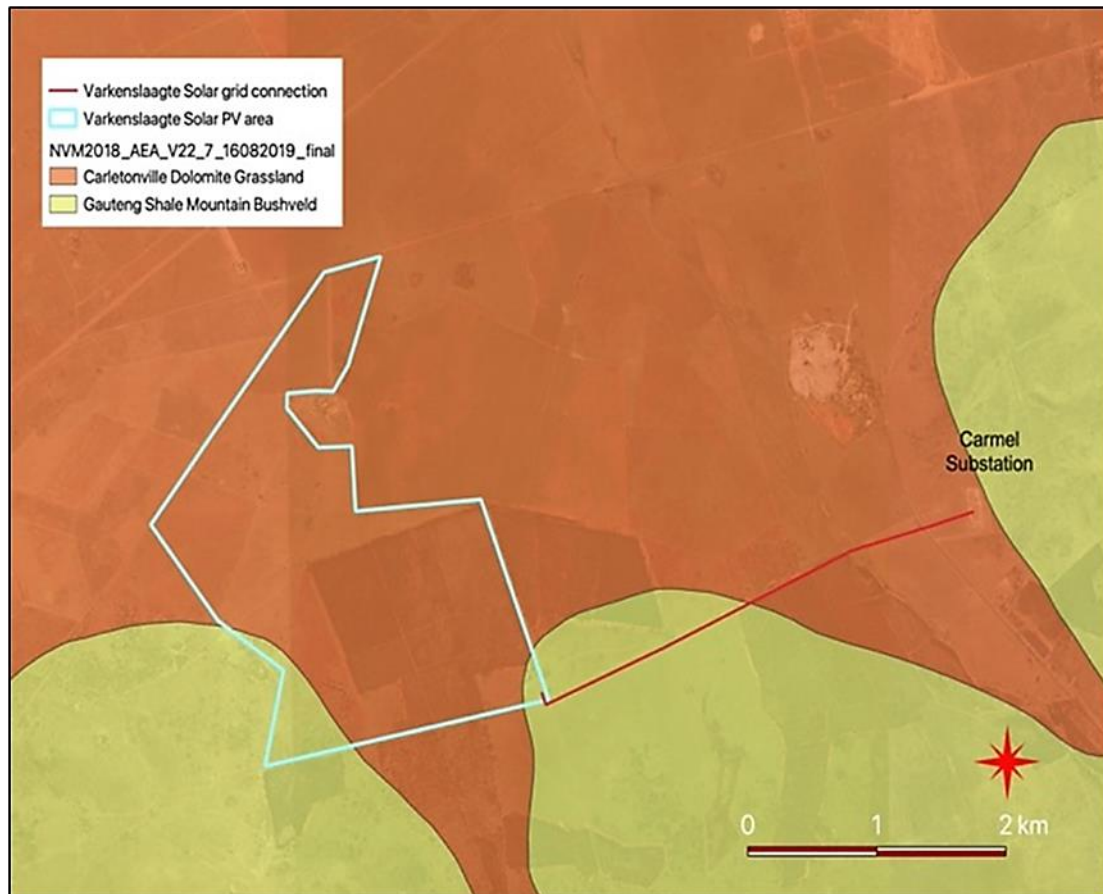 Varkenslaagte Solar grid connection
Varkenslaagte Solar PV area
NVM2018_AEA_V22_7_16082019_final
Carletonville Dolomite Grassland
Gauteng Shale Mountain Bushveld
Carmel
Substation
0 1 2 km